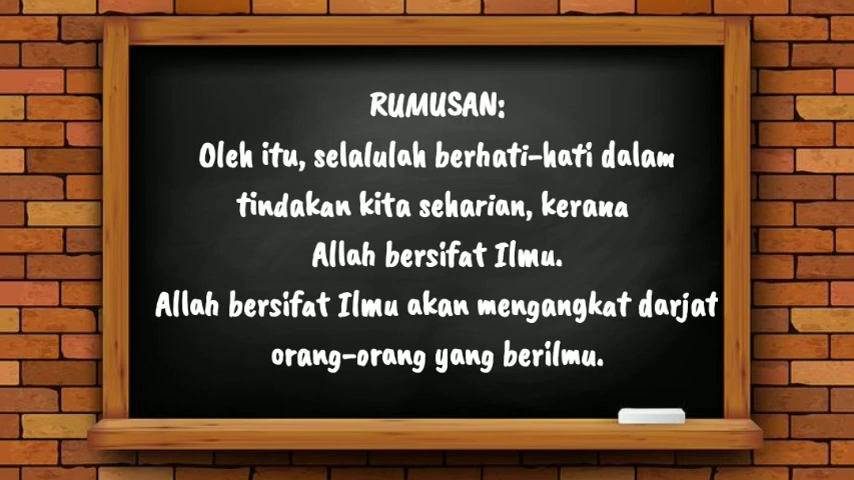 RUMUSAN:
Oleh itu, selalulah berhati-hati dalam
tindakan kita seharian, kerana
Allah bersifat Ilmu.
Allah bersifat Ilmu akan mengangkat darjat
orang-orang yang berilmu.